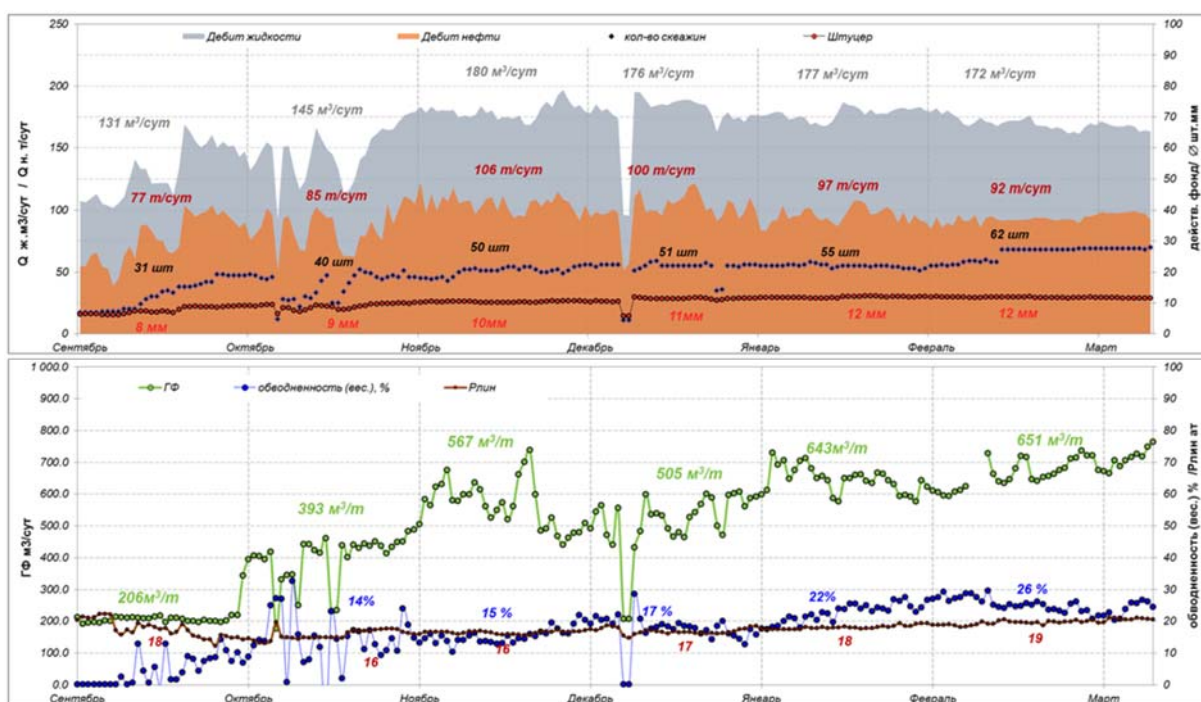 Дебит жидкости Дебит нефти кол-во скважин Штуцер
Q ж.м3/сут / Q н. т/сут
250
200
150
100
50
0
100
90
80
70
60
50
40
30
20
10
0
действ. фонд/ Ø шт.мм
131 м³/сут 145 м³/сут 180 м³/сут 176 м³/сут 177 м³/сут 172 м³/сут
77 т/сут 85 т/сут 106 т/сут 100 т/сут 97 т/сут 92 т/сут
31 шт 40 шт 50 шт 51 шт 55 шт 62 шт
8 мм 9 мм 10мм 11мм 12 мм 12 мм
Сентябрь Октябрь Ноябрь Декабрь Январь Февраль Март
ГФ обводненность (вес.), % Рлин
ГФ м3/сут
1 000.0
900.0
800.0
700.0
600.0
500.0
400.0
300.0
200.0
100.0
0.0
100
90
80
70
60
50
40
30
20
10
0
обводненность (вес.) % /Рлин ат
206м³/т 393 м³/т 567 м³/т 505 м³/т 643м³/т 651 м³/т
14% 15 % 17 % 22% 26 %
18 16 16 17 18 19
Сентябрь Октябрь Ноябрь Декабрь Январь Февраль Март